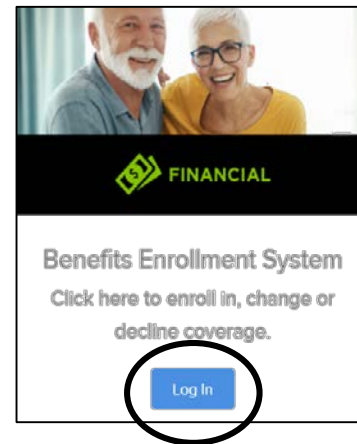 FINANCIAL
Benefits Enrollment System
Click here to enroll in, change or
decline coverage.
Log In